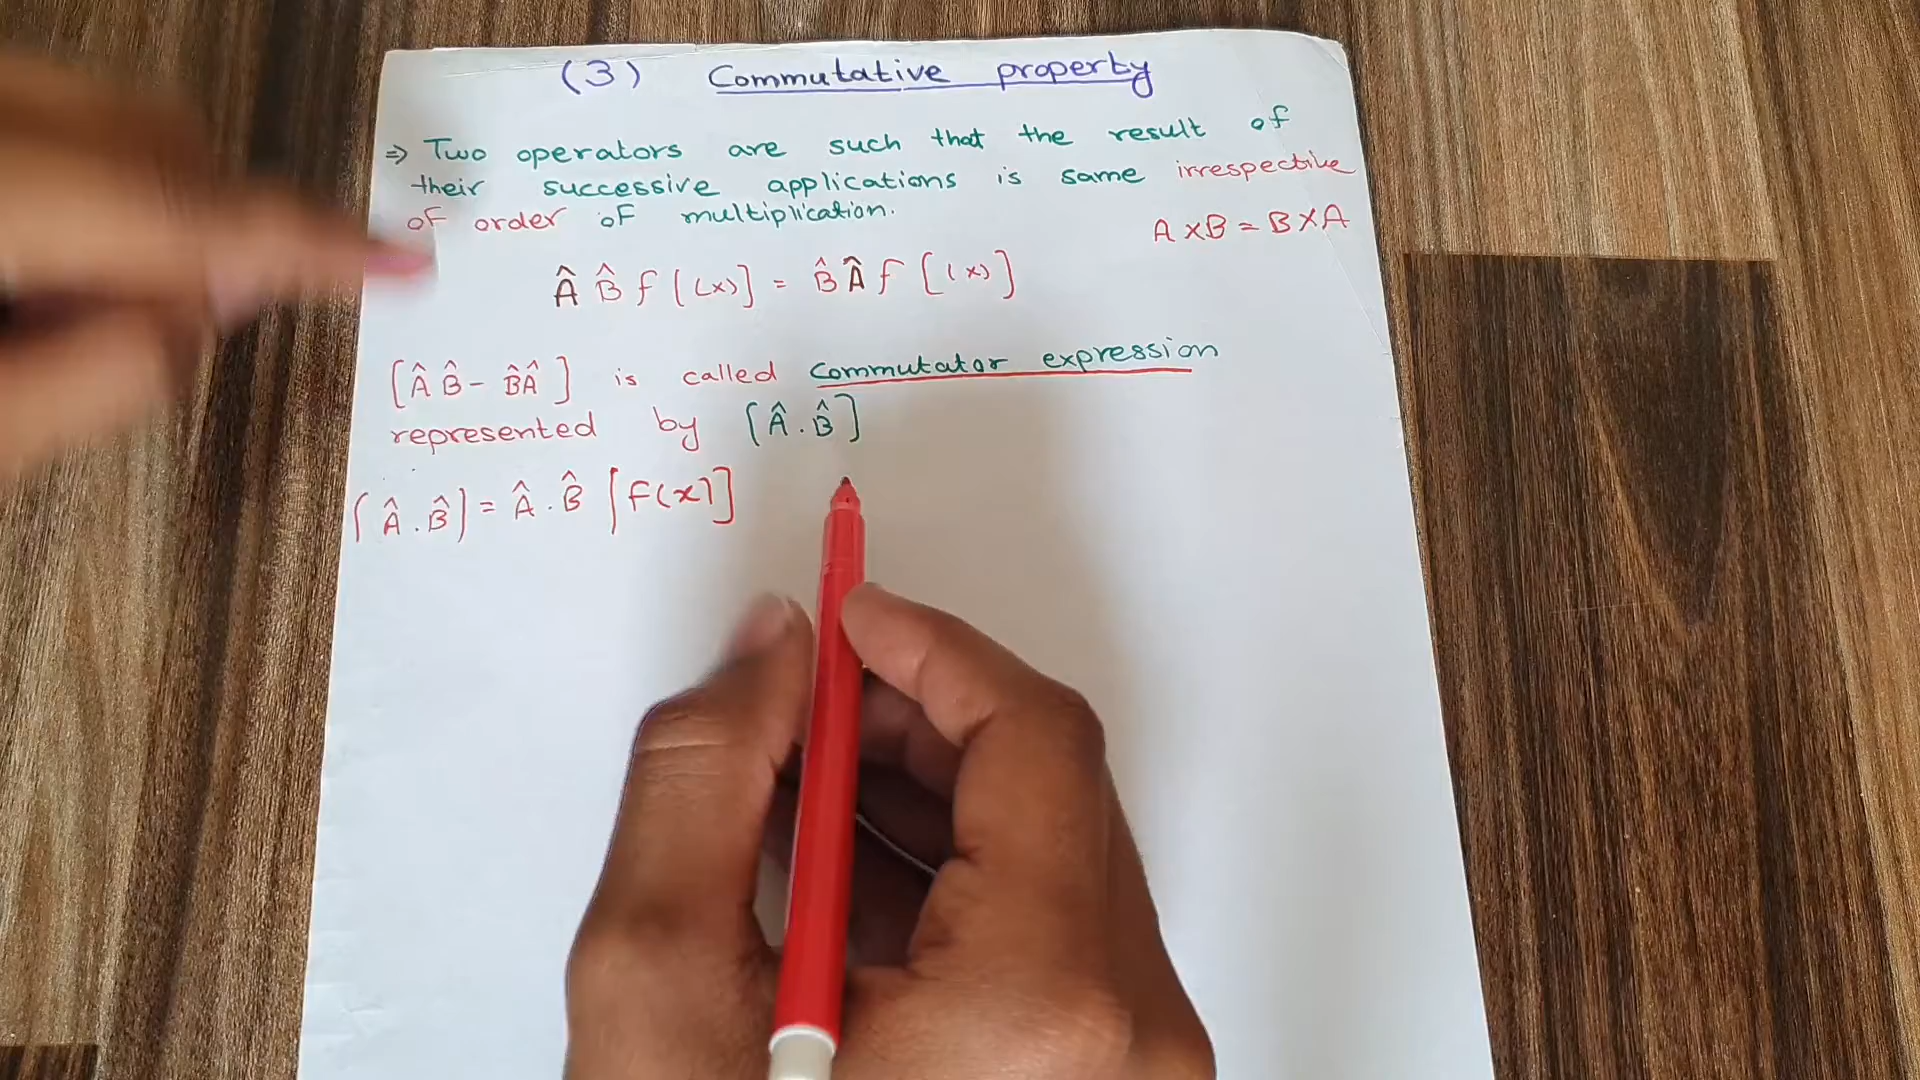 (3) Commutative property
⇒ Two operators are such that the result of
their successive applications is same irrespective
of order of multiplication.
A×B = B×A
Â B̂ f [(x)] = B̂ Â f [(x)]
[Â B̂ - B̂Â] is called commutator expression
represented by [Â.B̂]
[Â.B̂] = Â.B̂ [F(x)]